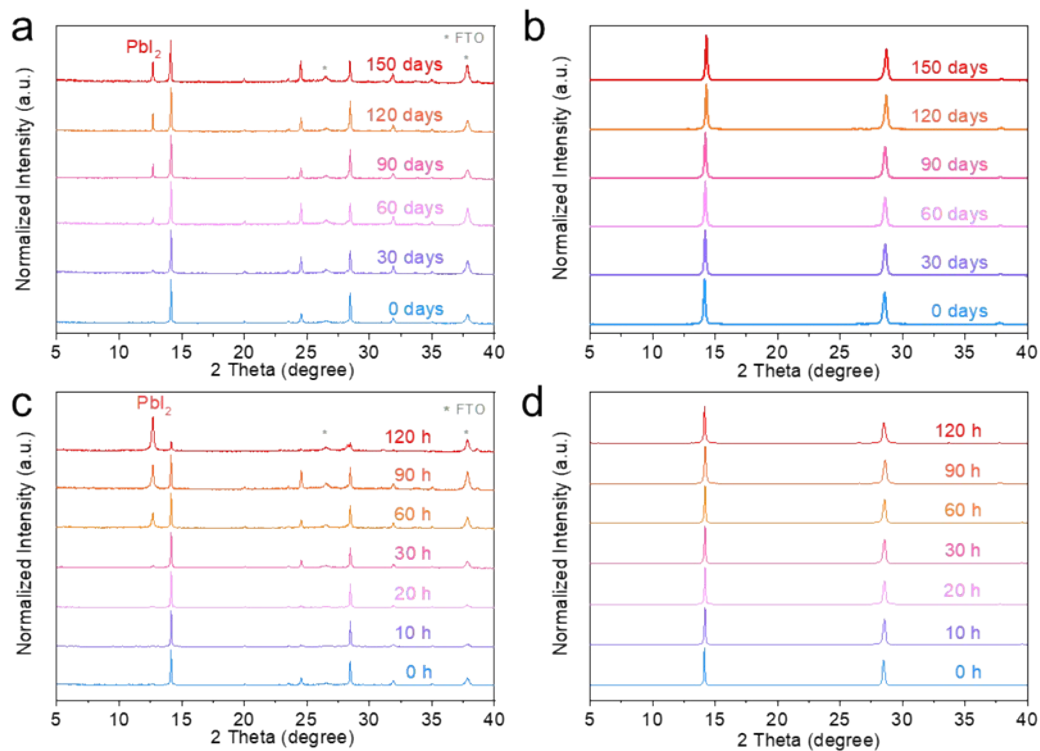 a
* FTO
PbI₂
*
*
150 days
120 days
90 days
60 days
30 days
0 days
Normalized Intensity (a.u.)
5 10 15 20 25 30 35 40
2 Theta (degree)
b
150 days
120 days
90 days
60 days
30 days
0 days
Normalized Intensity (a.u.)
5 10 15 20 25 30 35 40
2 Theta (degree)
c
PbI₂
* FTO
*
*
120 h
90 h
60 h
30 h
20 h
10 h
0 h
Normalized Intensity (a.u.)
5 10 15 20 25 30 35 40
2 Theta (degree)
d
120 h
90 h
60 h
30 h
20 h
10 h
0 h
Normalized Intensity (a.u.)
5 10 15 20 25 30 35 40
2 Theta (degree)